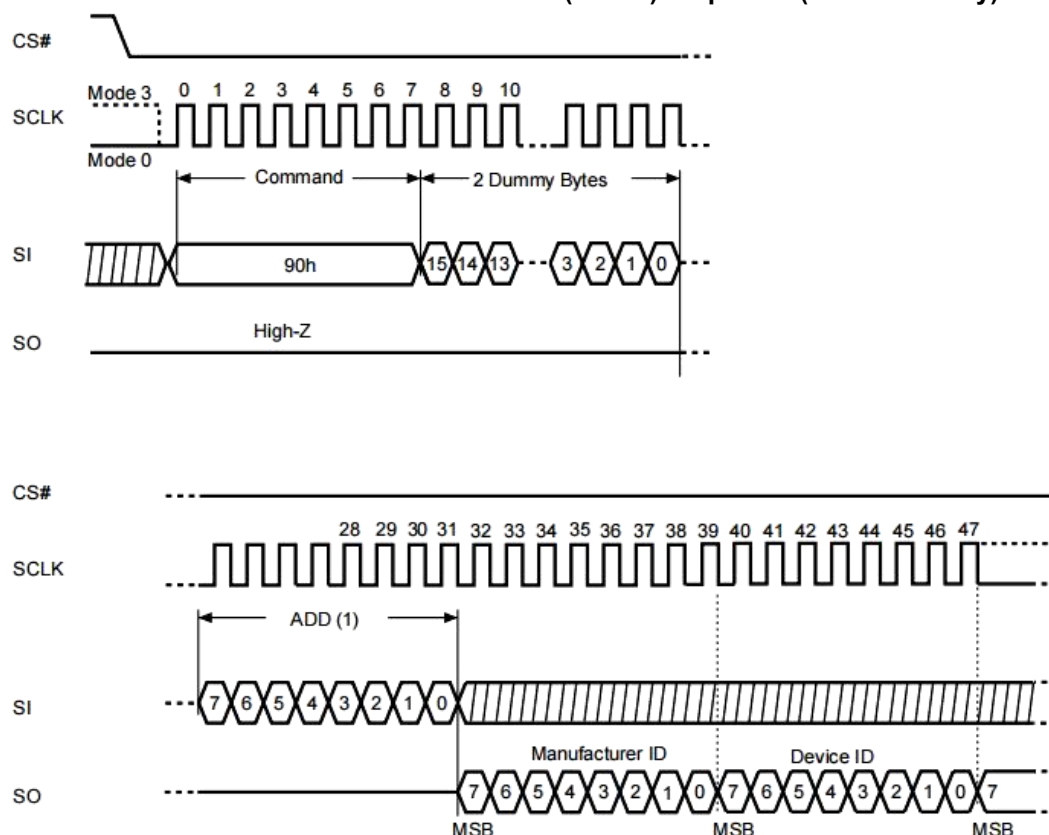 CS#
Mode 3 0 1 2 3 4 5 6 7 8 9 10
SCLK
Mode 0
Command 2 Dummy Bytes
SI 90h 15 14 13 3 2 1 0
High-Z
SO
CS#
28 29 30 31 32 33 34 35 36 37 38 39 40 41 42 43 44 45 46 47
SCLK
ADD (1)
SI 7 6 5 4 3 2 1 0
Manufacturer ID Device ID
SO 7 6 5 4 3 2 1 0 7 6 5 4 3 2 1 0 7
MSB MSB MSB